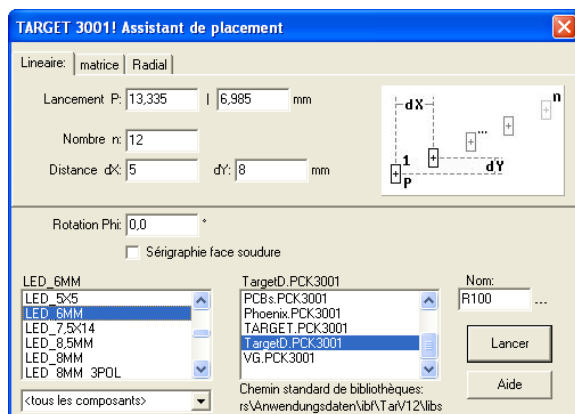 TARGET 3001! Assistant de placement
Lineaire: matrice Radial
Lancement P: 13,335 | 6,985 mm
Nombre n: 12
Distance dX: 5 dY: 8 mm
dX n
... 
1 dY
P
Rotation Phi: 0,0 °
Sérigraphie face soudure
LED_6MM TargetD.PCK3001 Nom:
LED_5X5 PCBs.PCK3001 R100 ...
LED_6MM Phoenix.PCK3001
LED_7,5X14 TARGET.PCK3001
LED_8,5MM TargetD.PCK3001 Lancer
LED_8MM VG.PCK3001
LED_8MM_3POL
Chemin standard de bibliothèques: Aide
<tous les composants> rs\Anwendungsdaten\ibf\TarV12\libs